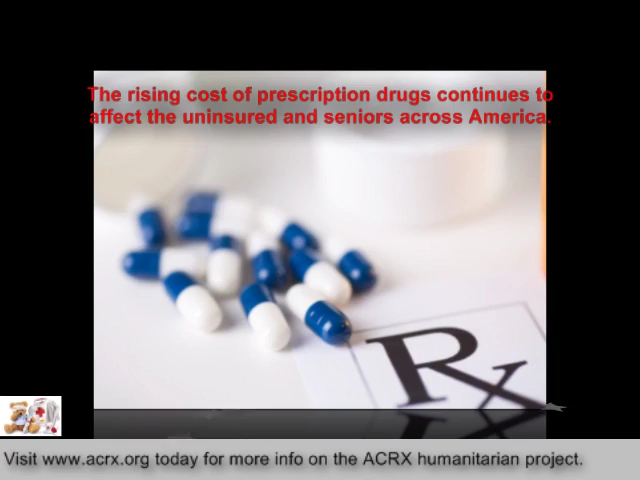 The rising cost of prescription drugs continues to
affect the uninsured and seniors across America.
Rx
Visit www.acrx.org today for more info on the ACRX humanitarian project.